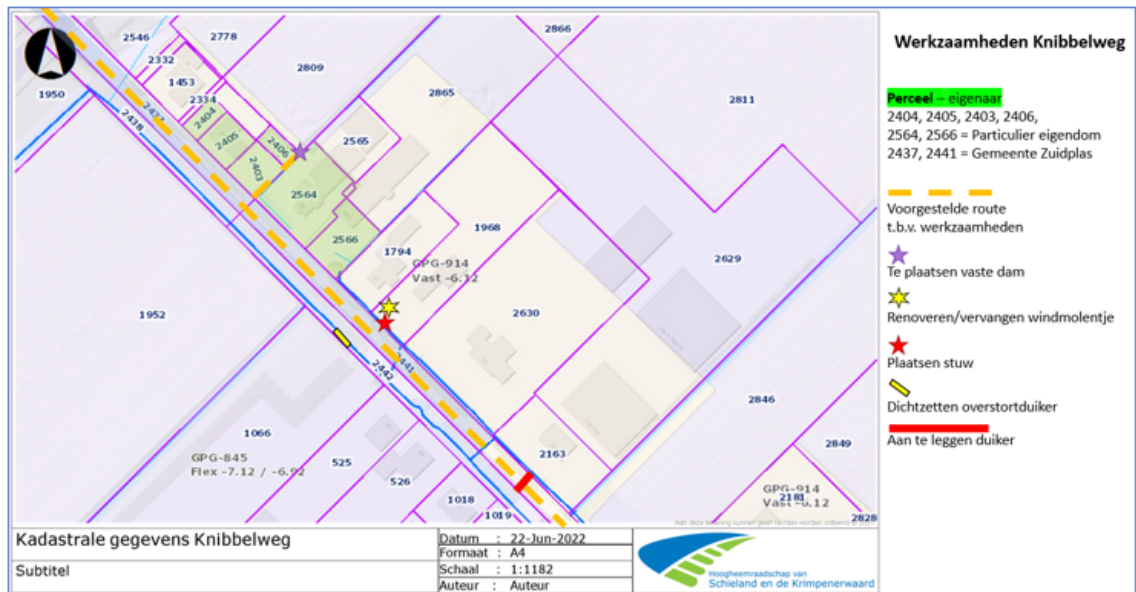 2546
2778
2866
2332
2809
1453
2865
2811
1950
2334
2437
2438
2404
2405
2565
2406
2403
2564
1968
2566
1794
GPG-914
Vast -6.12
2629
1952
2630
2441
2442
2846
1066
2163
2849
GPG-845
Flex -7.12 / -6.92
525
526
GPG-914
2181
Vast -6.12
1018
1019
2828
Werkzaamheden Knibbelweg
Perceel – eigenaar
2404, 2405, 2403, 2406,
2564, 2566 = Particulier eigendom
2437, 2441 = Gemeente Zuidplas
Voorgestelde route
t.b.v. werkzaamheden
Te plaatsen vaste dam
Renoveren/vervangen windmolentje
Plaatsen stuw
Dichtzetten overstortduiker
Aan te leggen duiker
Kadastrale gegevens Knibbelweg
Subtitel
Datum : 22-Jun-2022
Formaat : A4
Schaal : 1:1182
Auteur : Auteur
Hoogheemraadschap van
Schieland en de Krimpenerwaard